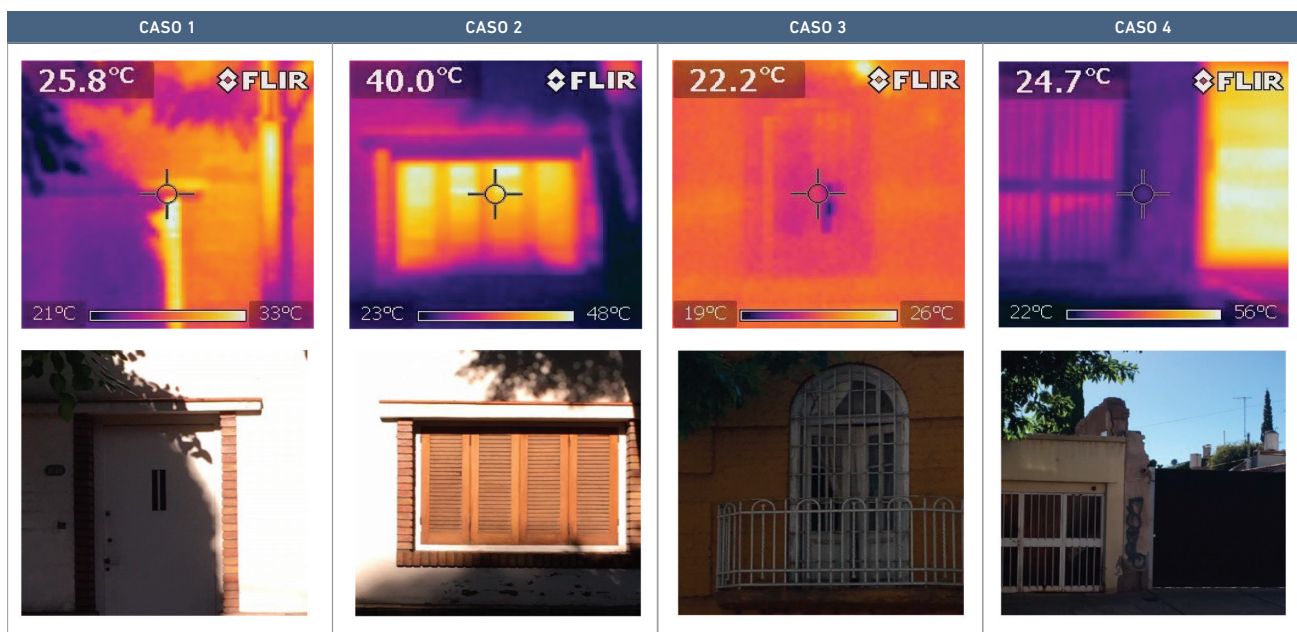 CASO 1
CASO 2
CASO 3
CASO 4
25.8°C FLIR
40.0°C FLIR
22.2°C FLIR
24.7°C FLIR
21°C 33°C
23°C 48°C
19°C 26°C
22°C 56°C